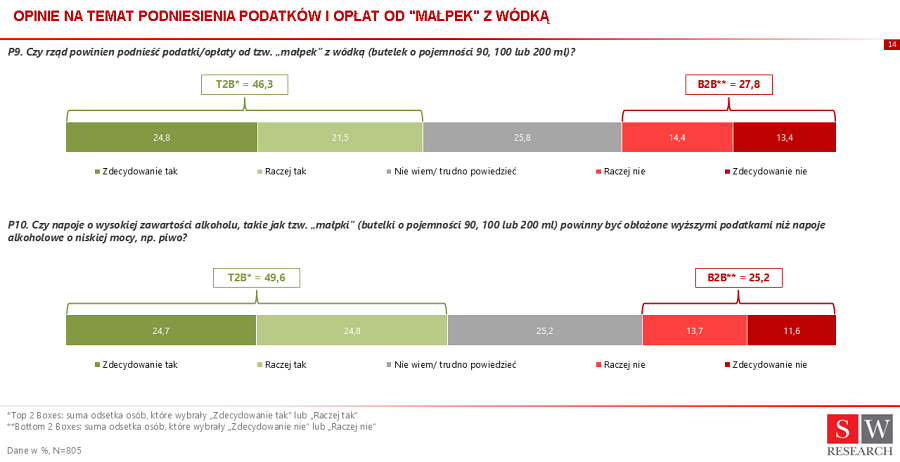 OPINIE NA TEMAT PODNIESIENIA PODATKÓW I OPŁAT OD "MAŁPEK" Z WÓDKĄ
14
P9. Czy rząd powinien podnieść podatki/opłaty od tzw. „małpek” z wódką (butelek o pojemności 90, 100 lub 200 ml)?
T2B* = 46,3
B2B** = 27,8
24,8 21,5 25,8 14,4 13,4
Zdecydowanie tak Raczej tak Nie wiem/ trudno powiedzieć Raczej nie Zdecydowanie nie
P10. Czy napoje o wysokiej zawartości alkoholu, takie jak tzw. „małpki” (butelki o pojemności 90, 100 lub 200 ml) powinny być obłożone wyższymi podatkami niż napoje
alkoholowe o niskiej mocy, np. piwo?
T2B* = 49,6
B2B** = 25,2
24,7 24,8 25,2 13,7 11,6
Zdecydowanie tak Raczej tak Nie wiem/ trudno powiedzieć Raczej nie Zdecydowanie nie
*Top 2 Boxes: suma odsetka osób, które wybrały „Zdecydowanie tak” lub „Raczej tak”
**Bottom 2 Boxes: suma odsetka osób, które wybrały „Zdecydowanie nie” lub „Raczej nie”
Dane w %, N=805
S W
RESEARCH